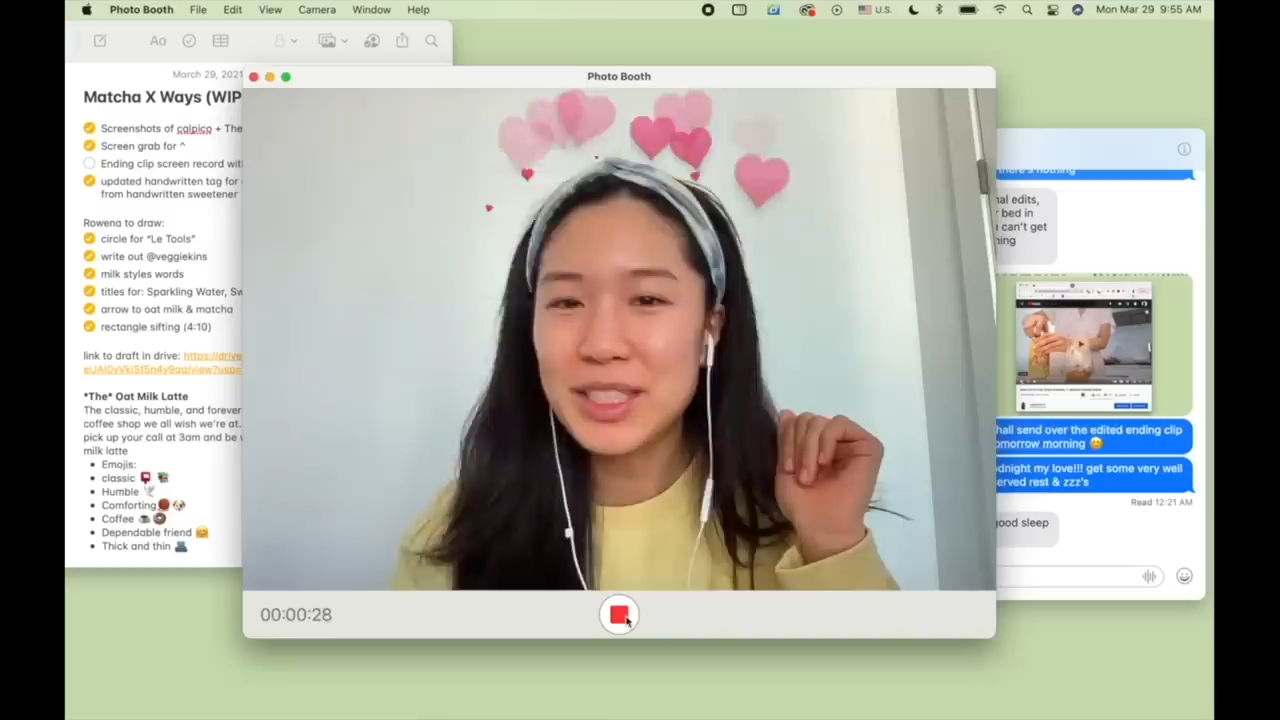 Photo Booth File Edit View Camera Window Help U.S. Mon Mar 29 9:55 AM
Aa
March 29, 2021
Matcha X Ways (WIP
Screenshots of calpico + The
Screen grab for ^
Ending clip screen record wit
updated handwritten tag for
from handwritten sweetener
Rowena to draw:
circle for “Le Tools”
write out @veggiekins
milk styles words
titles for: Sparkling Water, Sw
arrow to oat milk & matcha
rectangle sifting (4:10)
link to draft in drive: https://drive
*The* Oat Milk Latte
The classic, humble, and forever
coffee shop we all wish we're at.
pick up your call at 3am and be
milk latte
Emojis:
classic
Humble
Comforting
Coffee
Dependable friend
Thick and thin
Photo Booth
00:00:28
there's nothing
nal edits,
bed in
can't get
hing
hall send over the edited ending clip
omorrow morning
odnight my love!!! get some very well
erved rest & zzz's
Read 12:21 AM
good sleep